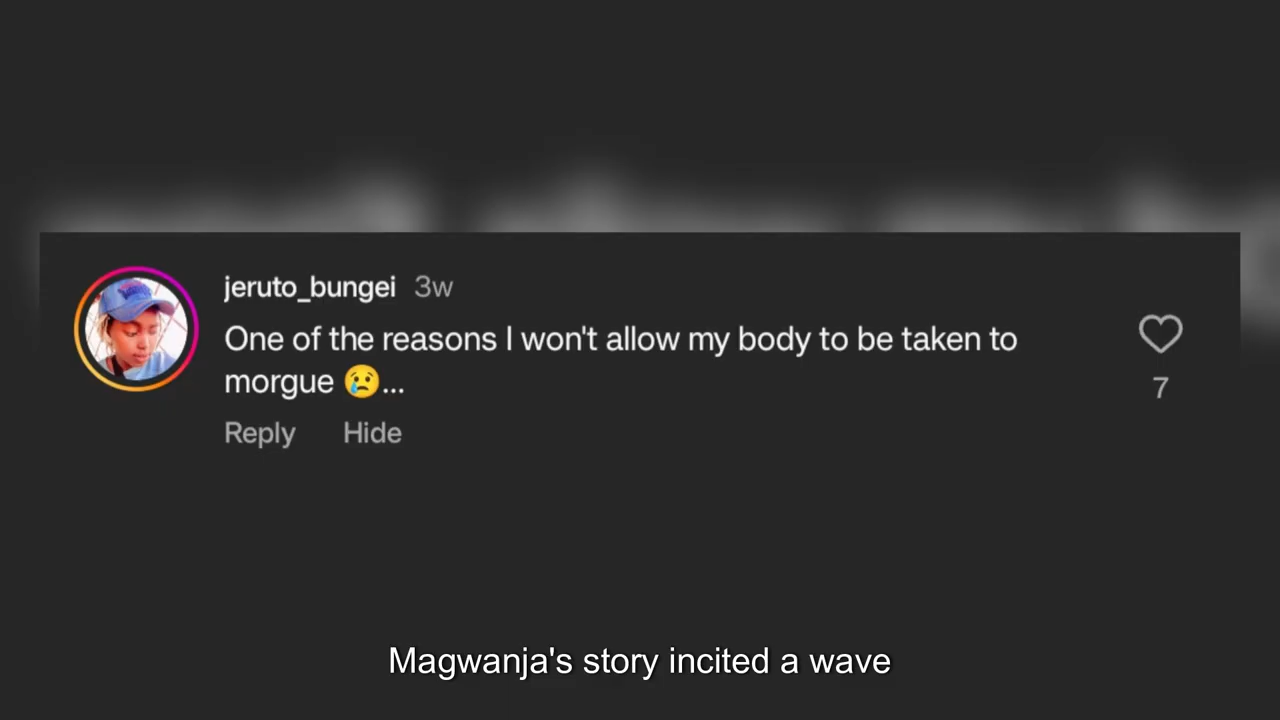 jeruto_bungei 3w
One of the reasons I won't allow my body to be taken to
morgue 😢...
7
Reply Hide
Magwanja's story incited a wave